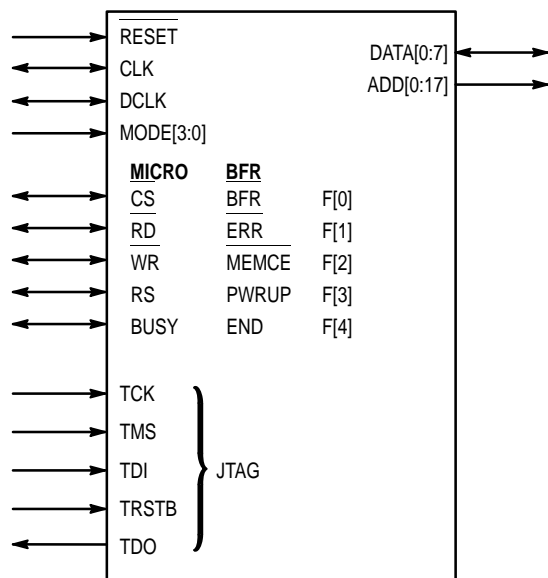 RESET
CLK
DCLK
MODE[3:0]
DATA[0:7]
ADD[0:17]
MICRO BFR
CS BFR F[0]
RD ERR F[1]
WR MEMCE F[2]
RS PWRUP F[3]
BUSY END F[4]
TCK
TMS
TDI JTAG
TRSTB
TDO